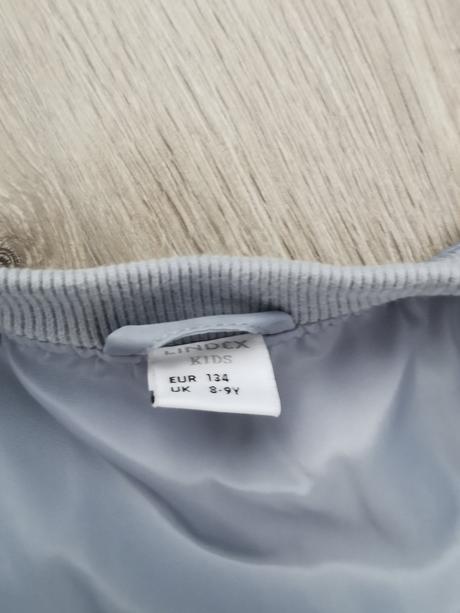 LINDEX
KIDS
EUR 134
UK 8-9Y